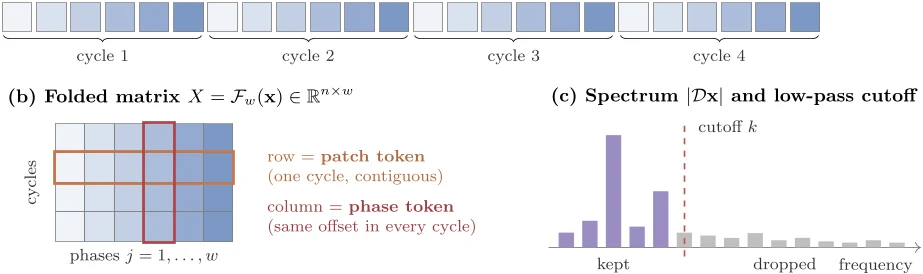 cycle 1 cycle 2 cycle 3 cycle 4
(b) Folded matrix X = 𝓕_w(𝐱) ∈ ℝ^{n×w}
cycles
phases j = 1, . . . , w
row = patch token
(one cycle, contiguous)
column = phase token
(same offset in every cycle)
(c) Spectrum |𝒟𝐱| and low-pass cutoff
cutoff k
kept dropped frequency